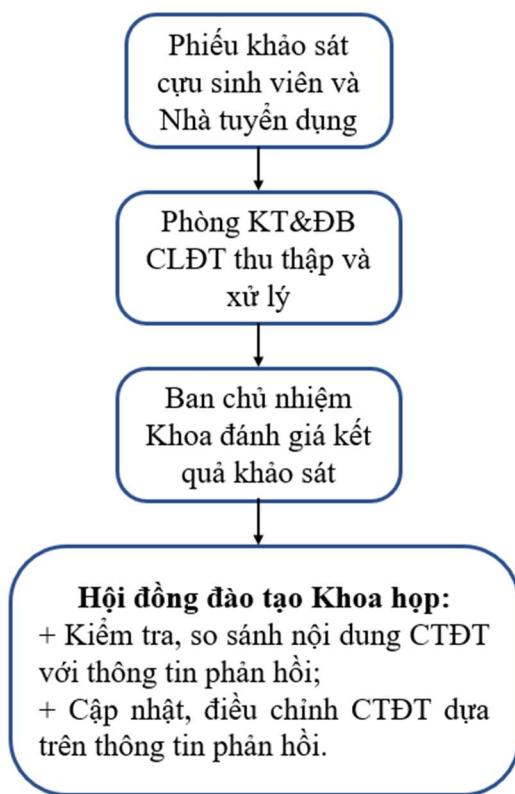 Phiếu khảo sát
cựu sinh viên và
Nhà tuyển dụng
Phòng KT&ĐB
CLĐT thu thập và
xử lý
Ban chủ nhiệm
Khoa đánh giá kết
quả khảo sát
Hội đồng đào tạo Khoa họp:
+ Kiểm tra, so sánh nội dung CTĐT
với thông tin phản hồi;
+ Cập nhật, điều chỉnh CTĐT dựa
trên thông tin phản hồi.